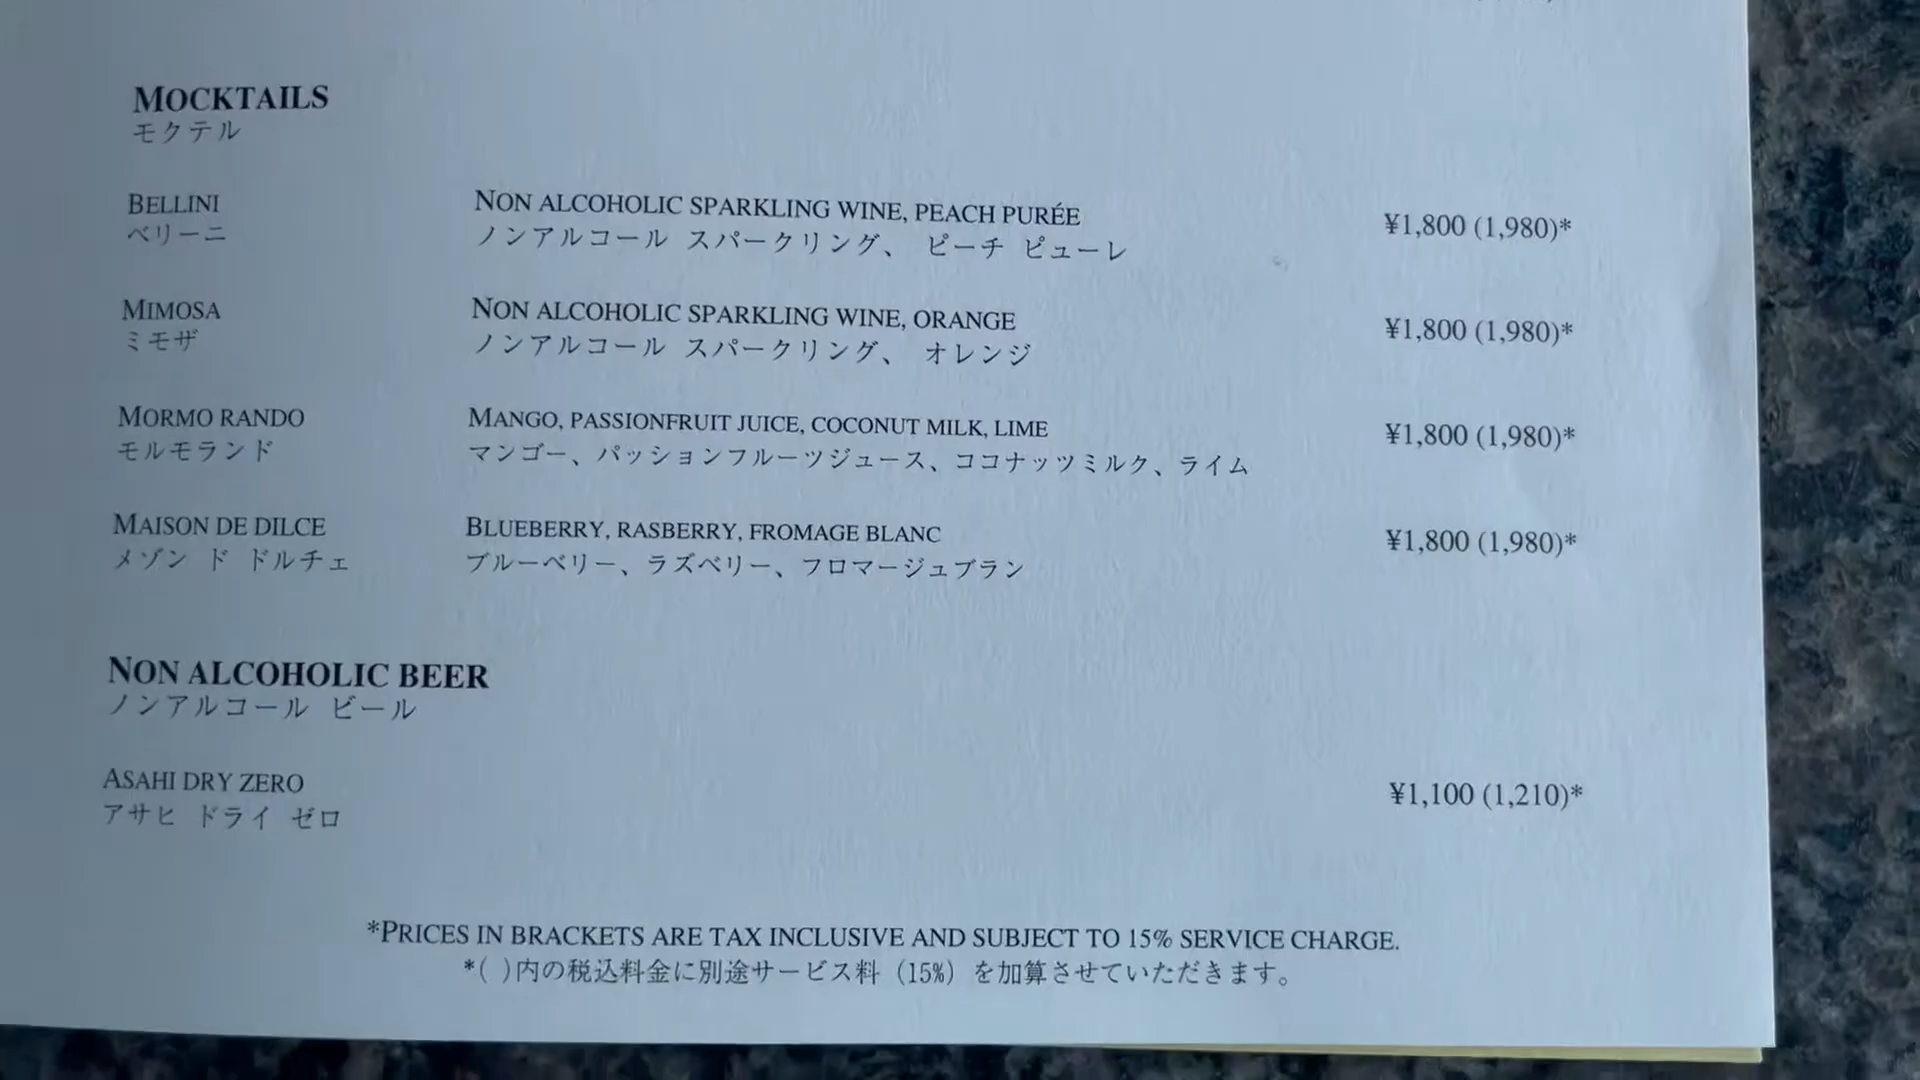 MOCKTAILS
モクテル
BELLINI
ベリーニ
NON ALCOHOLIC SPARKLING WINE, PEACH PURÉE
ノンアルコール スパークリング、 ピーチ ピューレ
¥1,800 (1,980)*
MIMOSA
ミモザ
NON ALCOHOLIC SPARKLING WINE, ORANGE
ノンアルコール スパークリング、 オレンジ
¥1,800 (1,980)*
MORMO RANDO
モルモランド
MANGO, PASSIONFRUIT JUICE, COCONUT MILK, LIME
マンゴー、パッションフルーツジュース、ココナッツミルク、ライム
¥1,800 (1,980)*
MAISON DE DILCE
メゾン ド ドルチェ
BLUEBERRY, RASBERRY, FROMAGE BLANC
ブルーベリー、ラズベリー、フロマージュブラン
¥1,800 (1,980)*
NON ALCOHOLIC BEER
ノンアルコール ビール
ASAHI DRY ZERO
アサヒ ドライ ゼロ
¥1,100 (1,210)*
*PRICES IN BRACKETS ARE TAX INCLUSIVE AND SUBJECT TO 15% SERVICE CHARGE.
*( )内の税込料金に別途サービス料 (15%) を加算させていただきます。